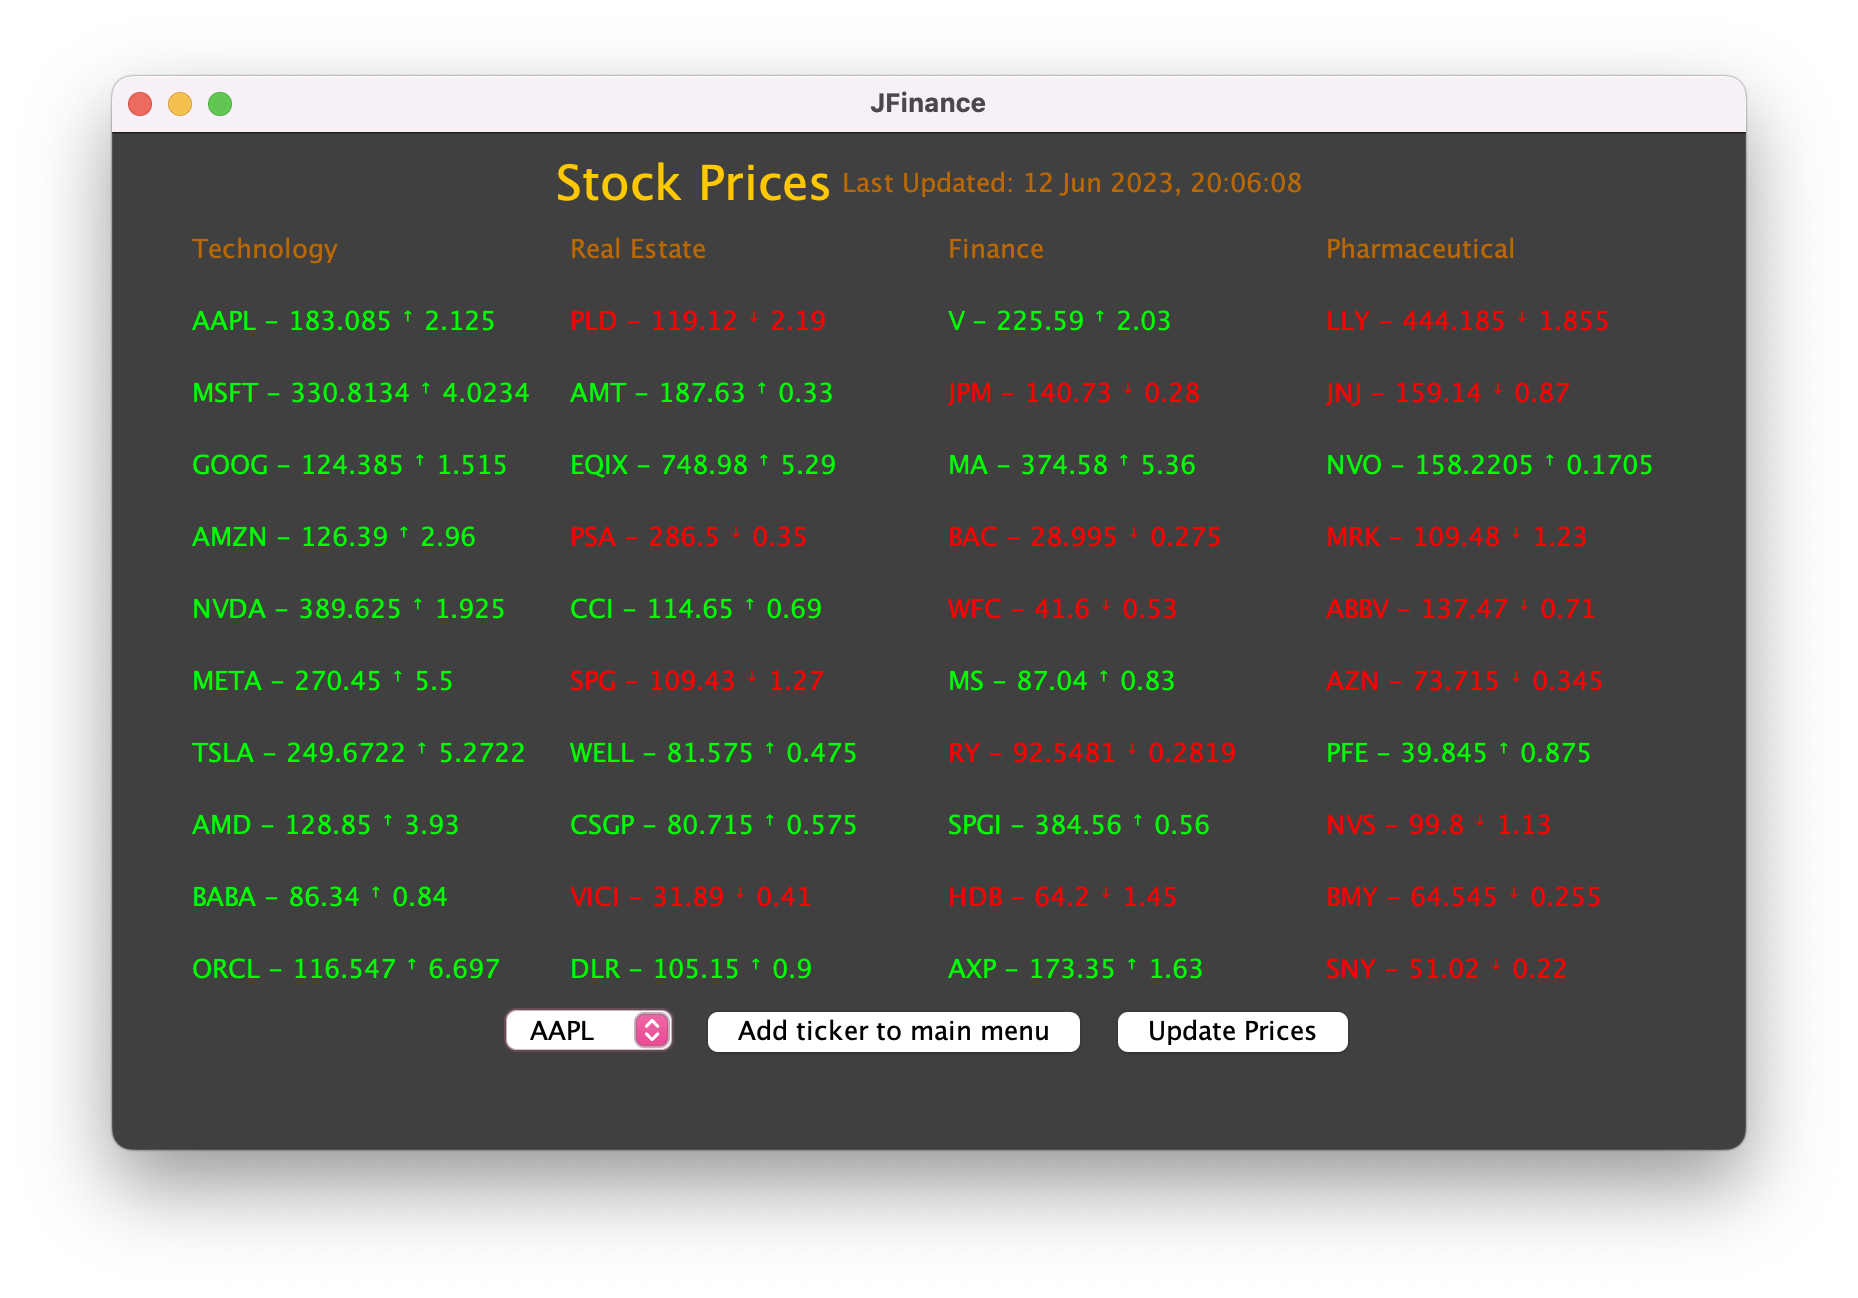 JFinance
Stock Prices Last Updated: 12 Jun 2023, 20:06:08
Technology Real Estate Finance Pharmaceutical
AAPL – 183.085 ↑ 2.125 PLD – 119.12 ↓ 2.19 V – 225.59 ↑ 2.03 LLY – 444.185 ↓ 1.855
MSFT – 330.8134 ↑ 4.0234 AMT – 187.63 ↑ 0.33 JPM – 140.73 ↓ 0.28 JNJ – 159.14 ↓ 0.87
GOOG – 124.385 ↑ 1.515 EQIX – 748.98 ↑ 5.29 MA – 374.58 ↑ 5.36 NVO – 158.2205 ↑ 0.1705
AMZN – 126.39 ↑ 2.96 PSA – 286.5 ↓ 0.35 BAC – 28.995 ↓ 0.275 MRK – 109.48 ↓ 1.23
NVDA – 389.625 ↑ 1.925 CCI – 114.65 ↑ 0.69 WFC – 41.6 ↓ 0.53 ABBV – 137.47 ↓ 0.71
META – 270.45 ↑ 5.5 SPG – 109.43 ↓ 1.27 MS – 87.04 ↑ 0.83 AZN – 73.715 ↓ 0.345
TSLA – 249.6722 ↑ 5.2722 WELL – 81.575 ↑ 0.475 RY – 92.5481 ↓ 0.2819 PFE – 39.845 ↑ 0.875
AMD – 128.85 ↑ 3.93 CSGP – 80.715 ↑ 0.575 SPGI – 384.56 ↑ 0.56 NVS – 99.8 ↓ 1.13
BABA – 86.34 ↑ 0.84 VICI – 31.89 ↓ 0.41 HDB – 64.2 ↓ 1.45 BMY – 64.545 ↓ 0.255
ORCL – 116.547 ↑ 6.697 DLR – 105.15 ↑ 0.9 AXP – 173.35 ↑ 1.63 SNY – 51.02 ↓ 0.22
AAPL Add ticker to main menu Update Prices